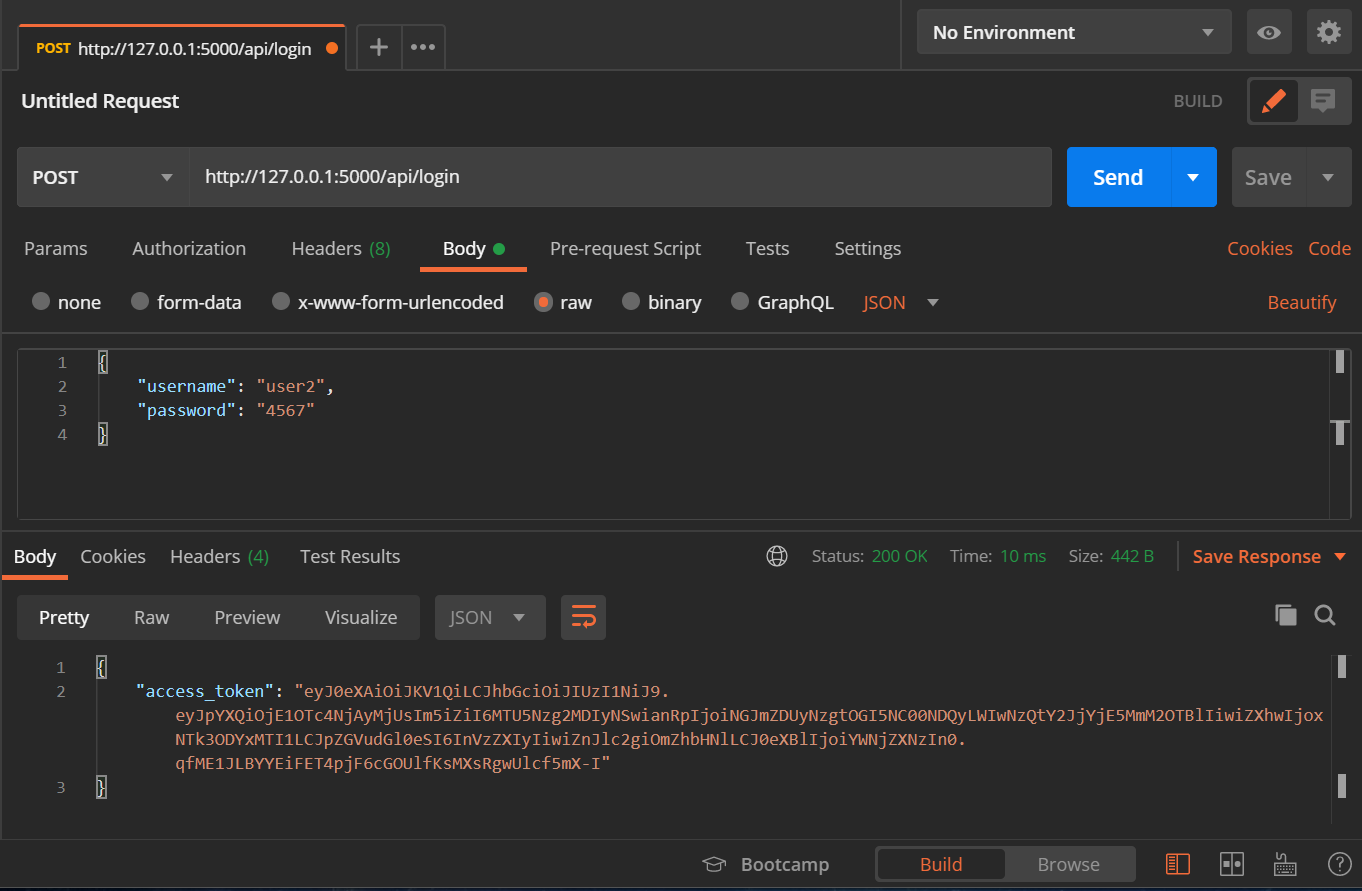 POST http://127.0.0.1:5000/api/login
No Environment
Untitled Request
BUILD
POST http://127.0.0.1:5000/api/login Send Save
Params Authorization Headers (8) Body Pre-request Script Tests Settings Cookies Code
none form-data x-www-form-urlencoded raw binary GraphQL JSON Beautify
1 {
2 "username": "user2",
3 "password": "4567"
4 }
Body Cookies Headers (4) Test Results Status: 200 OK Time: 10 ms Size: 442 B Save Response
Pretty Raw Preview Visualize JSON
1 {
2 "access_token": "eyJ0eXAiOiJKV1QiLCJhbGciOiJIUzI1NiJ9.
eyJpYXQiOjE1OTc4NjAyMjUsIm5iZiI6MTU5Nzg2MDIyNSwianRpIjoiNGJmZDUyNzgtOGI5NC00NDQyLWIwNzQtY2JjYjE5MmM2OTBlIiwiZXhwIjox
NTk3ODYxMTI1LCJpZGVudGl0eSI6InVzZXIyIiwiZnJlc2giOmZhbHNlLCJ0eXBlIjoiYWNjZXNzIn0.
qfME1JLBYYEiFET4pjF6cGOUlfKsMXsRgwUlcf5mX-I"
3 }
Bootcamp Build Browse